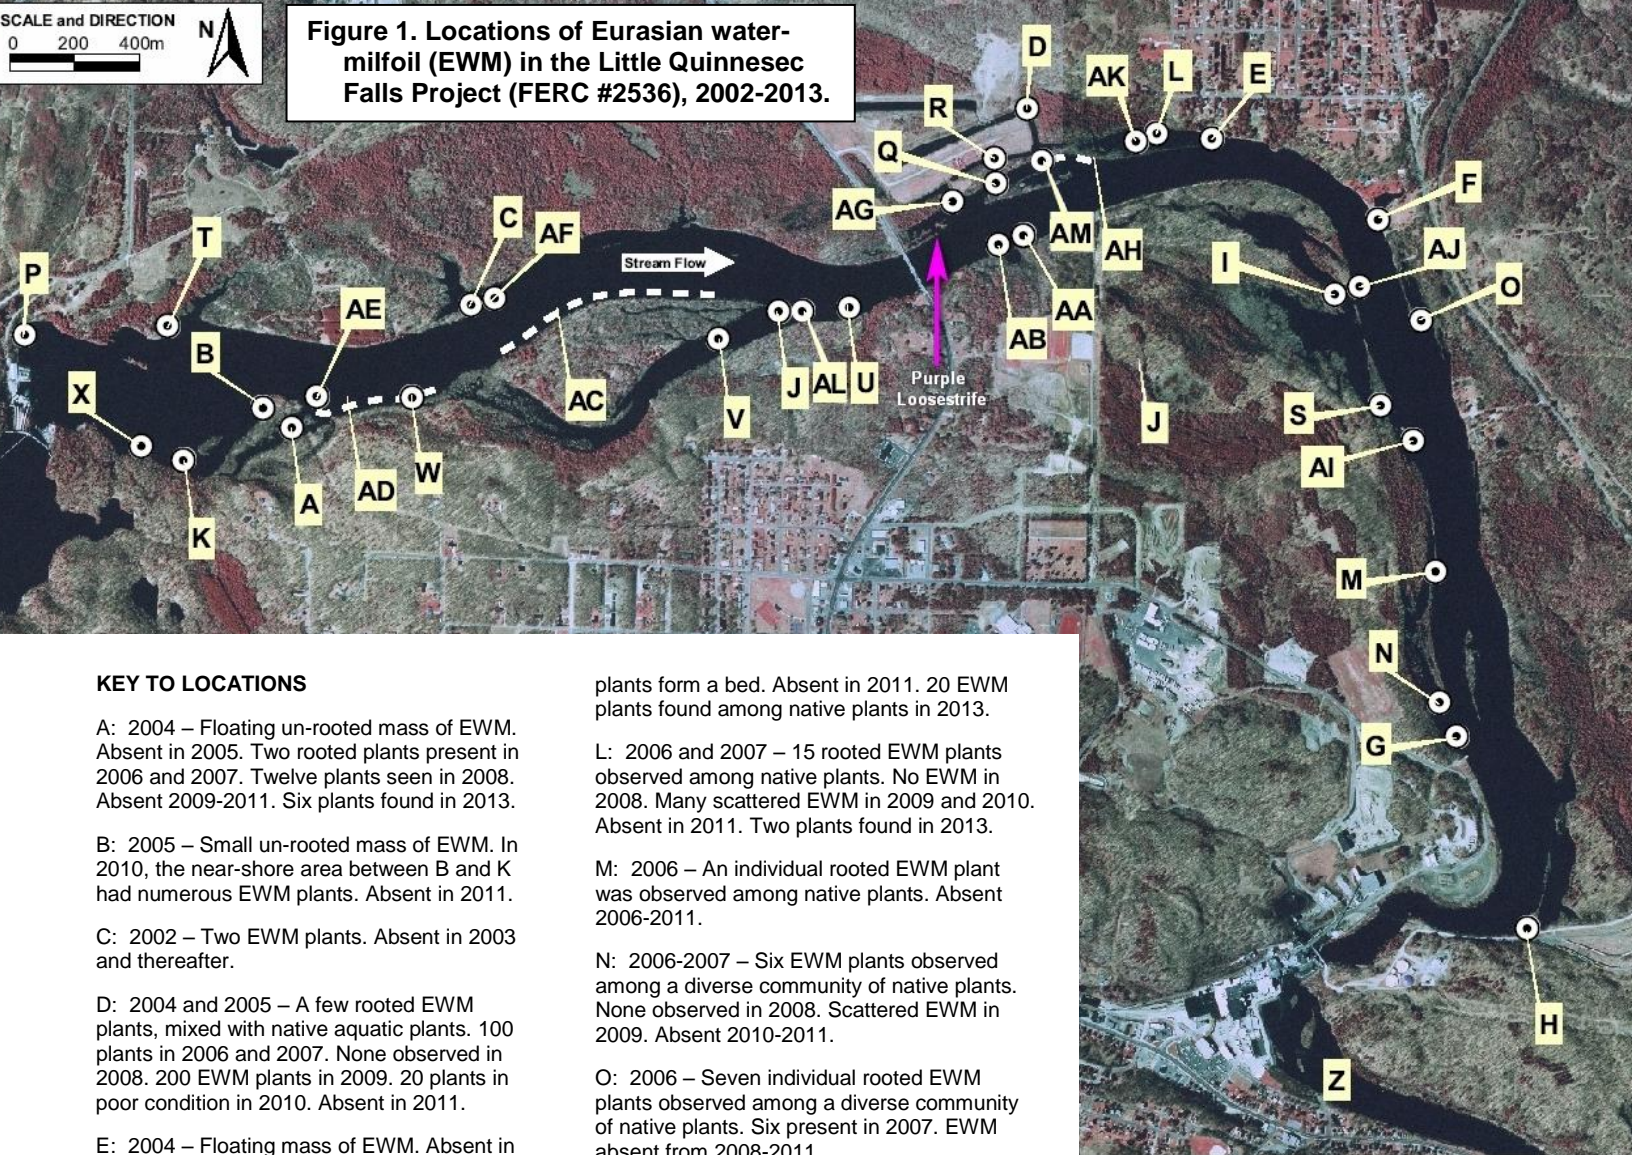 SCALE and DIRECTION
0 200 400m
N
Figure 1. Locations of Eurasian water-
milfoil (EWM) in the Little Quinnesec
Falls Project (FERC #2536), 2002-2013.
D
AK
L
E
R
Q
AG
F
C
AF
AM
AH
T
Stream Flow
I
AJ
P
AE
AA
O
AB
B
X
AC
J
AL
U
Purple
Loosestrife
V
J
S
W
AD
A
AI
K
M
N
G
H
Z
KEY TO LOCATIONS
A: 2004 – Floating un-rooted mass of EWM.
Absent in 2005. Two rooted plants present in
2006 and 2007. Twelve plants seen in 2008.
Absent 2009-2011. Six plants found in 2013.
B: 2005 – Small un-rooted mass of EWM. In
2010, the near-shore area between B and K
had numerous EWM plants. Absent in 2011.
C: 2002 – Two EWM plants. Absent in 2003
and thereafter.
D: 2004 and 2005 – A few rooted EWM
plants, mixed with native aquatic plants. 100
plants in 2006 and 2007. None observed in
2008. 200 EWM plants in 2009. 20 plants in
poor condition in 2010. Absent in 2011.
E: 2004 – Floating mass of EWM. Absent in
plants form a bed. Absent in 2011. 20 EWM
plants found among native plants in 2013.
L: 2006 and 2007 – 15 rooted EWM plants
observed among native plants. No EWM in
2008. Many scattered EWM in 2009 and 2010.
Absent in 2011. Two plants found in 2013.
M: 2006 – An individual rooted EWM plant
was observed among native plants. Absent
2006-2011.
N: 2006-2007 – Six EWM plants observed
among a diverse community of native plants.
None observed in 2008. Scattered EWM in
2009. Absent 2010-2011.
O: 2006 – Seven individual rooted EWM
plants observed among a diverse community
of native plants. Six present in 2007. EWM
absent from 2008-2011.